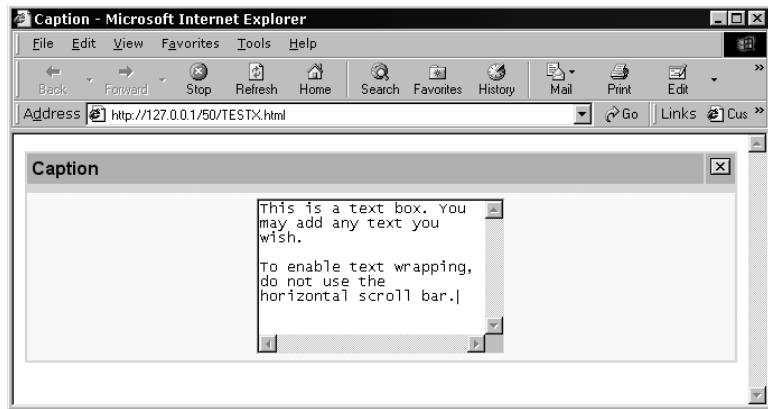 Caption - Microsoft Internet Explorer
File Edit View Favorites Tools Help
Back Forward Stop Refresh Home Search Favorites History Mail Print Edit »
Address http://127.0.0.1/50/TESTX.html Go Links Cus »
Caption
This is a text box. You
may add any text you
wish.
To enable text wrapping,
do not use the
horizontal scroll bar.